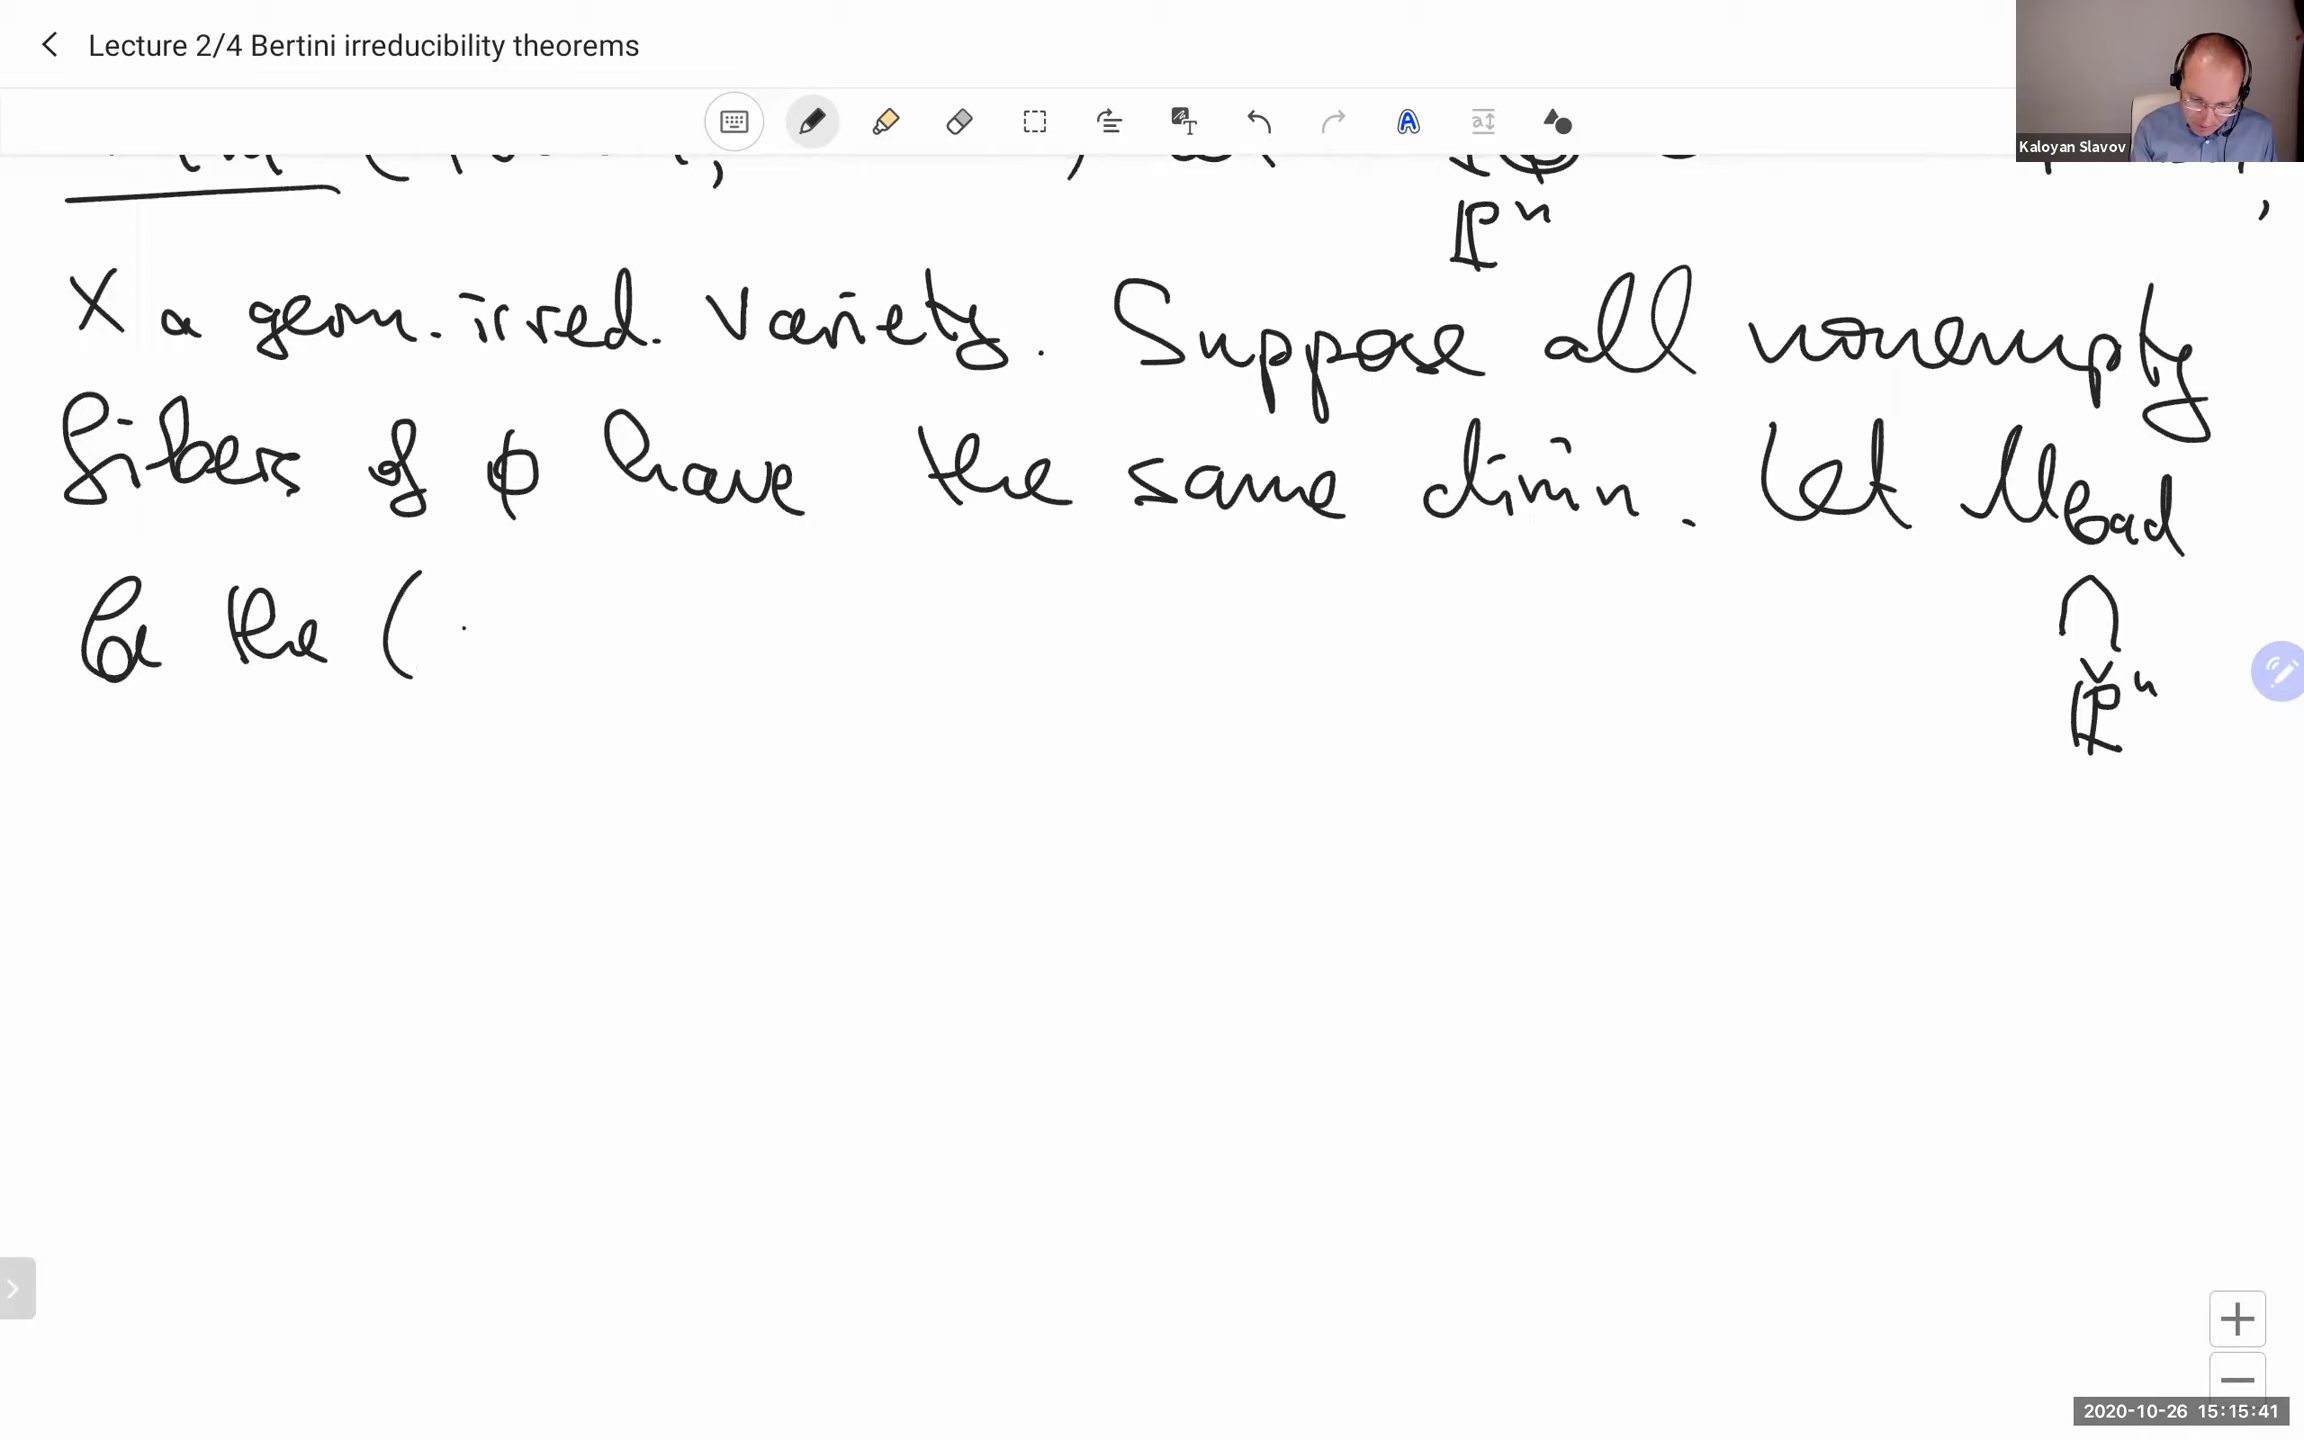 Lecture 2/4 Bertini irreducibility theorems
Kaloyan Slavov
ℙⁿ ,
X a geom. irred. variety. Suppose all nonempty
fibers of ϕ have the same dim'n. Let Mbad
be the ( ∩
ℙ̌ⁿ
2020-10-26 15:15:41